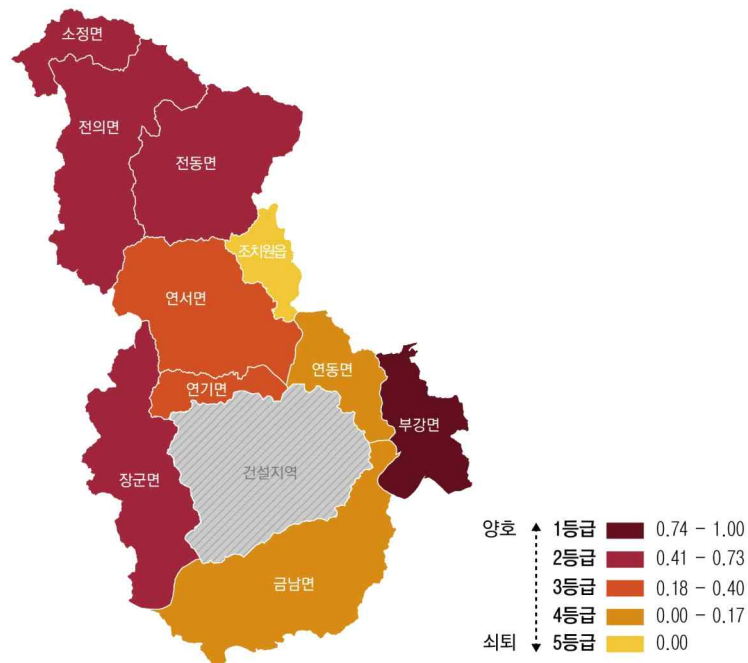 소정면
전의면
전동면
조치원읍
연서면
연동면
연기면
부강면
건설지역
장군면
금남면
양호 1등급 0.74 - 1.00
2등급 0.41 - 0.73
3등급 0.18 - 0.40
4등급 0.00 - 0.17
쇠퇴 5등급 0.00